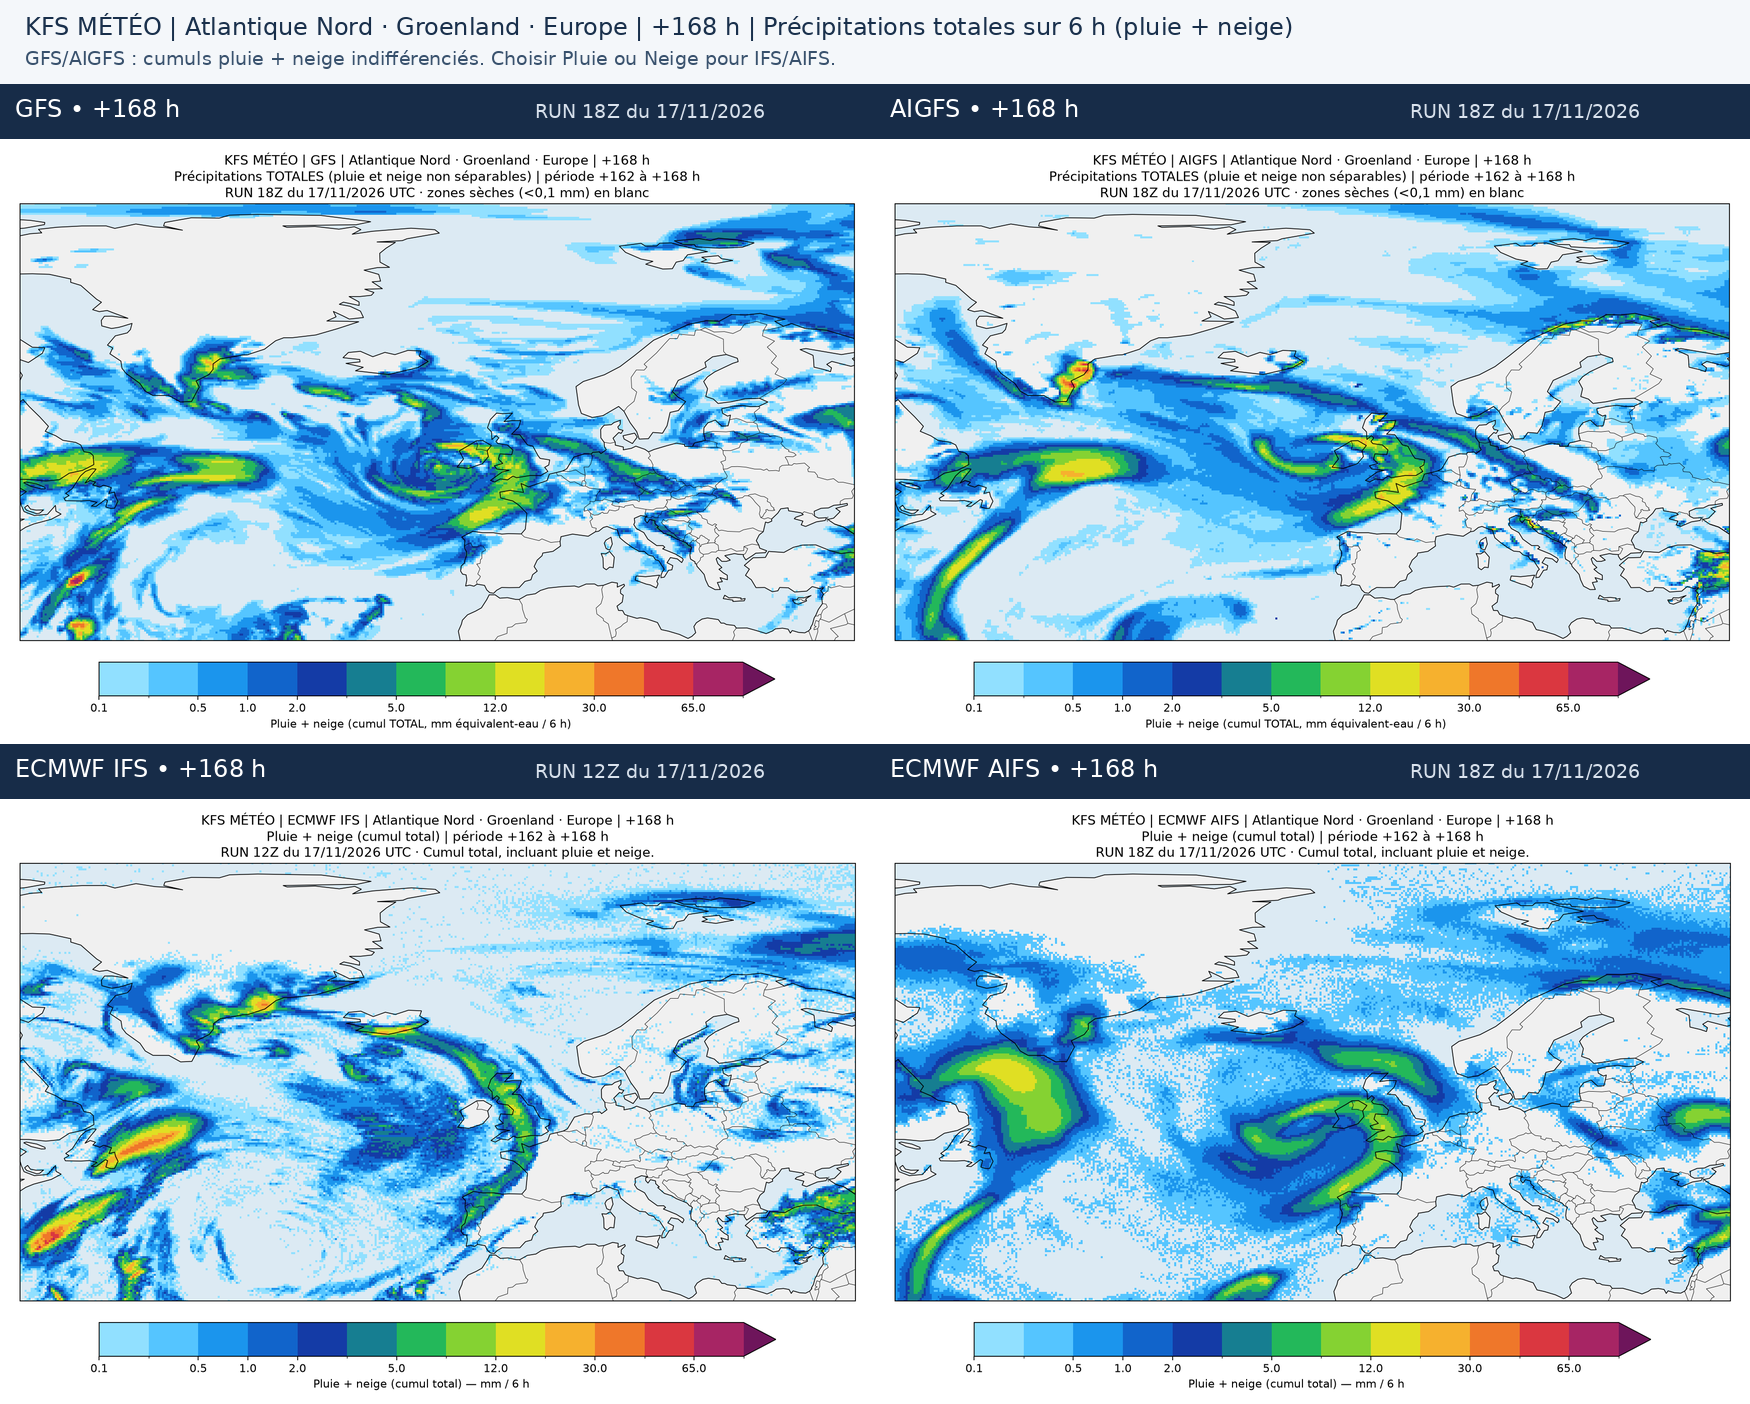 KFS MÉTÉO | Atlantique Nord · Groenland · Europe | +168 h | Précipitations totales sur 6 h (pluie + neige)
GFS/AIGFS : cumuls pluie + neige indifférenciés. Choisir Pluie ou Neige pour IFS/AIFS.
GFS • +168 h
RUN 18Z du 17/11/2026
AIGFS • +168 h
RUN 18Z du 17/11/2026
KFS MÉTÉO | GFS | Atlantique Nord · Groenland · Europe | +168 h
Précipitations TOTALES (pluie et neige non séparables) | période +162 à +168 h
RUN 18Z du 17/11/2026 UTC · zones sèches (<0,1 mm) en blanc
KFS MÉTÉO | AIGFS | Atlantique Nord · Groenland · Europe | +168 h
Précipitations TOTALES (pluie et neige non séparables) | période +162 à +168 h
RUN 18Z du 17/11/2026 UTC · zones sèches (<0,1 mm) en blanc
0.1 0.5 1.0 2.0 5.0 12.0 30.0 65.0
Pluie + neige (cumul TOTAL, mm équivalent-eau / 6 h)
0.1 0.5 1.0 2.0 5.0 12.0 30.0 65.0
Pluie + neige (cumul TOTAL, mm équivalent-eau / 6 h)
ECMWF IFS • +168 h
RUN 12Z du 17/11/2026
ECMWF AIFS • +168 h
RUN 18Z du 17/11/2026
KFS MÉTÉO | ECMWF IFS | Atlantique Nord · Groenland · Europe | +168 h
Pluie + neige (cumul total) | période +162 à +168 h
RUN 12Z du 17/11/2026 UTC · Cumul total, incluant pluie et neige.
KFS MÉTÉO | ECMWF AIFS | Atlantique Nord · Groenland · Europe | +168 h
Pluie + neige (cumul total) | période +162 à +168 h
RUN 18Z du 17/11/2026 UTC · Cumul total, incluant pluie et neige.
0.1 0.5 1.0 2.0 5.0 12.0 30.0 65.0
Pluie + neige (cumul total) — mm / 6 h
0.1 0.5 1.0 2.0 5.0 12.0 30.0 65.0
Pluie + neige (cumul total) — mm / 6 h